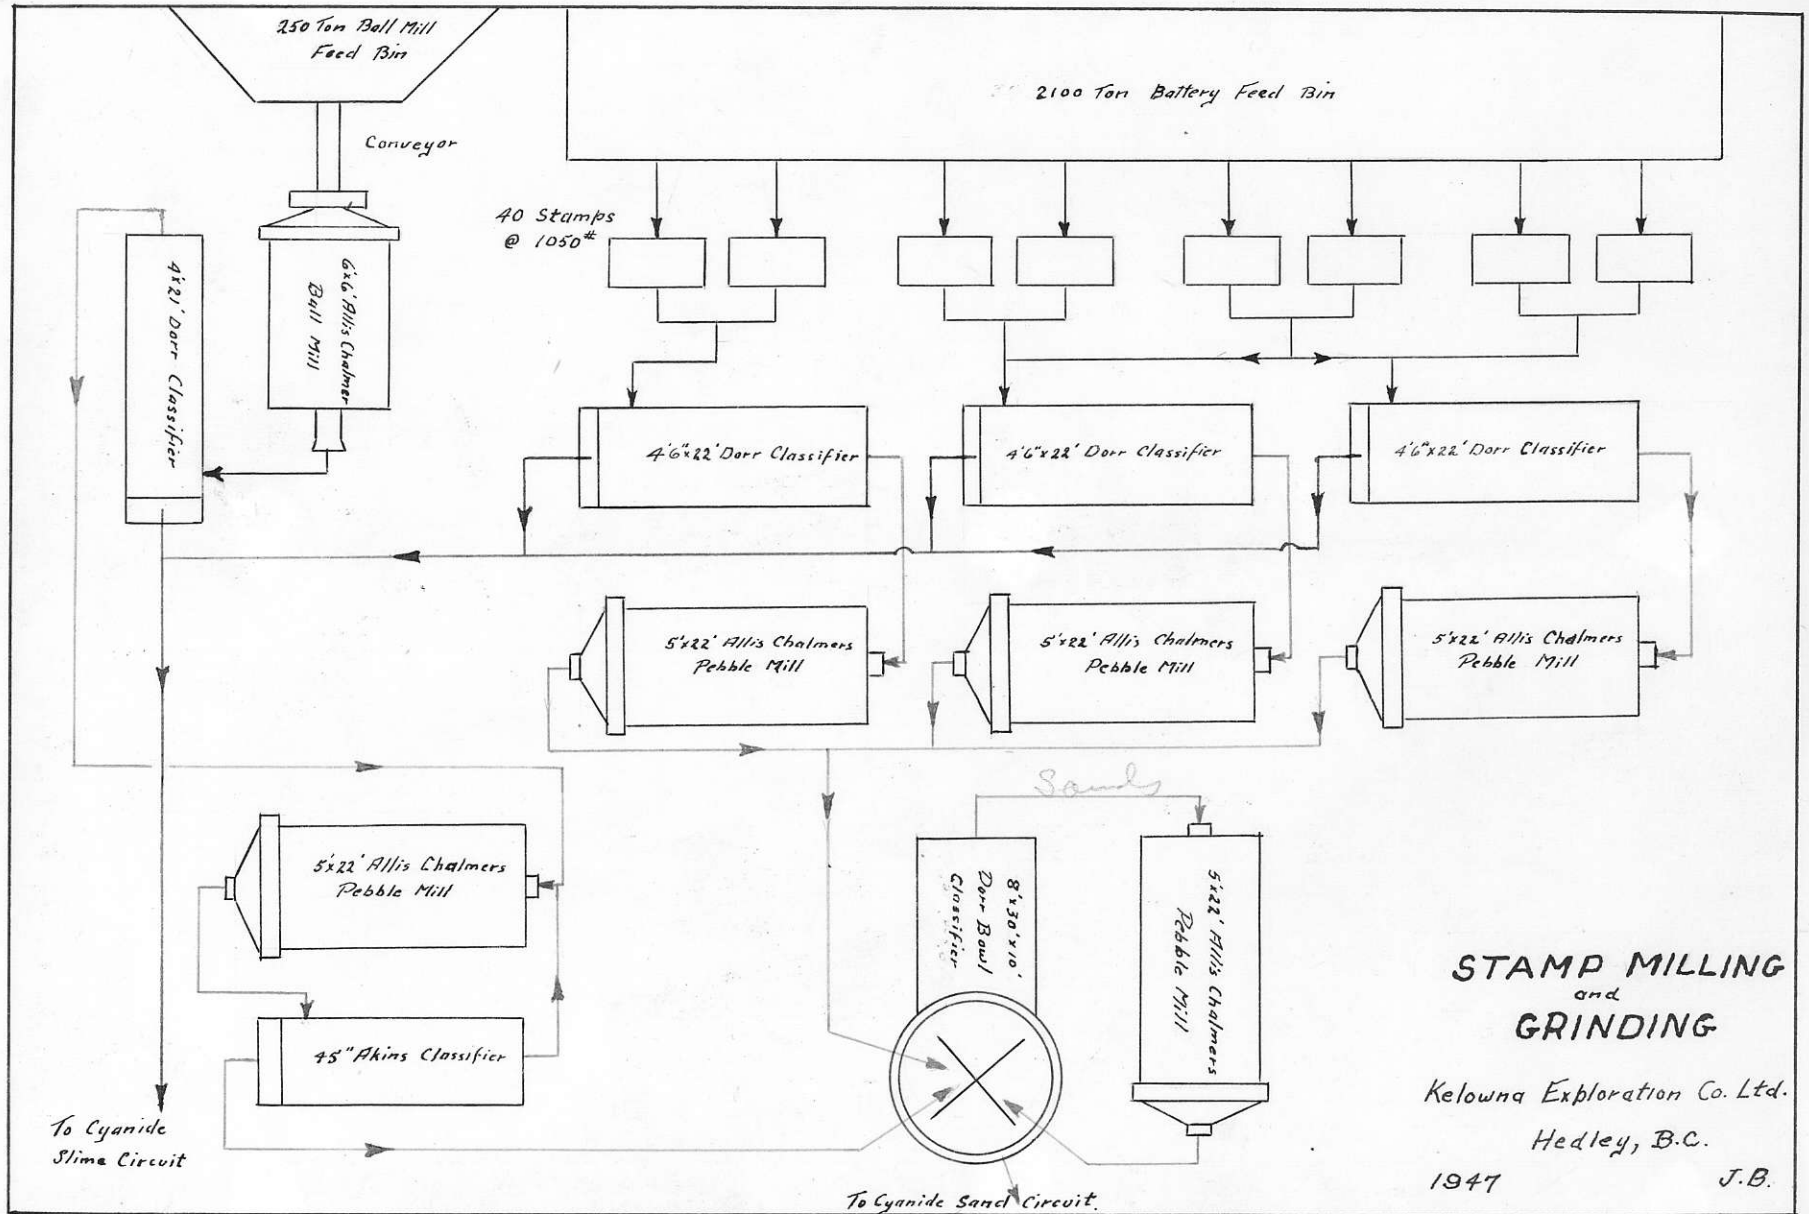 250 Ton Ball Mill
Feed Bin
2100 Ton Battery Feed Bin
Conveyor
40 Stamps
@ 1050#
4'x21' Dorr Classifier
6'x6' Allis Chalmer
Ball Mill
4'6"x22' Dorr Classifier
4'6"x22' Dorr Classifier
4'6"x22' Dorr Classifier
5'x22' Allis Chalmers
Pebble Mill
5'x22' Allis Chalmers
Pebble Mill
5'x22' Allis Chalmers
Pebble Mill
Sands
5'x22' Allis Chalmers
Pebble Mill
8'x30'x10'
Dorr Bowl
Classifier
5'x22' Allis Chalmers
Pebble Mill
45" Akins Classifier
STAMP MILLING
and
GRINDING
Kelowna Exploration Co. Ltd.
Hedley, B.C.
1947 J.B.
To Cyanide
Slime Circuit
To Cyanide Sand Circuit.